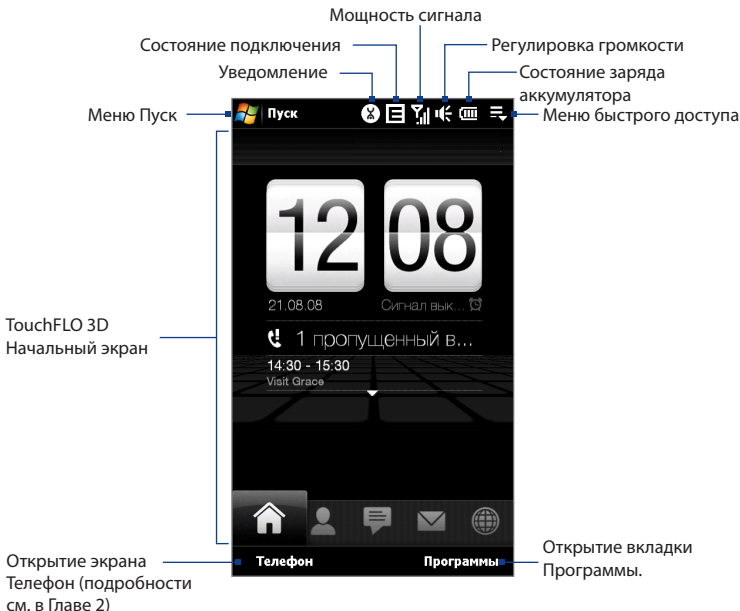 Мощность сигнала
Состояние подключения
Регулировка громкости
Уведомление
Состояние заряда
аккумулятора
Меню Пуск
Пуск
Меню быстрого доступа
12 08
21.08.08
Сигнал вык...
1 пропущенный в...
14:30 - 15:30
Visit Grace
TouchFLO 3D
Начальный экран
Телефон
Программы
Открытие экрана
Телефон (подробности
см. в Главе 2)
Открытие вкладки
Программы.